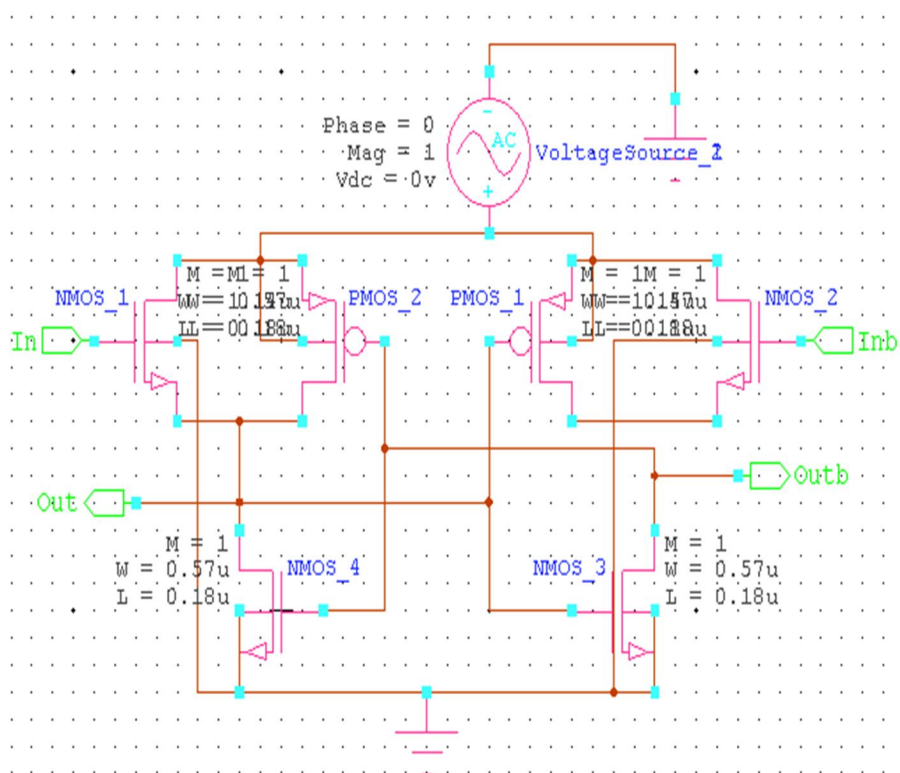 Phase = 0
Mag = 1
Vdc = 0v
AC
NMOS_1
PMOS_2
PMOS_1
NMOS_2
In
Inb
Out
Outb
M = 1
W = 0.57u
L = 0.18u
NMOS_4
NMOS_3
M = 1
W = 0.57u
L = 0.18u